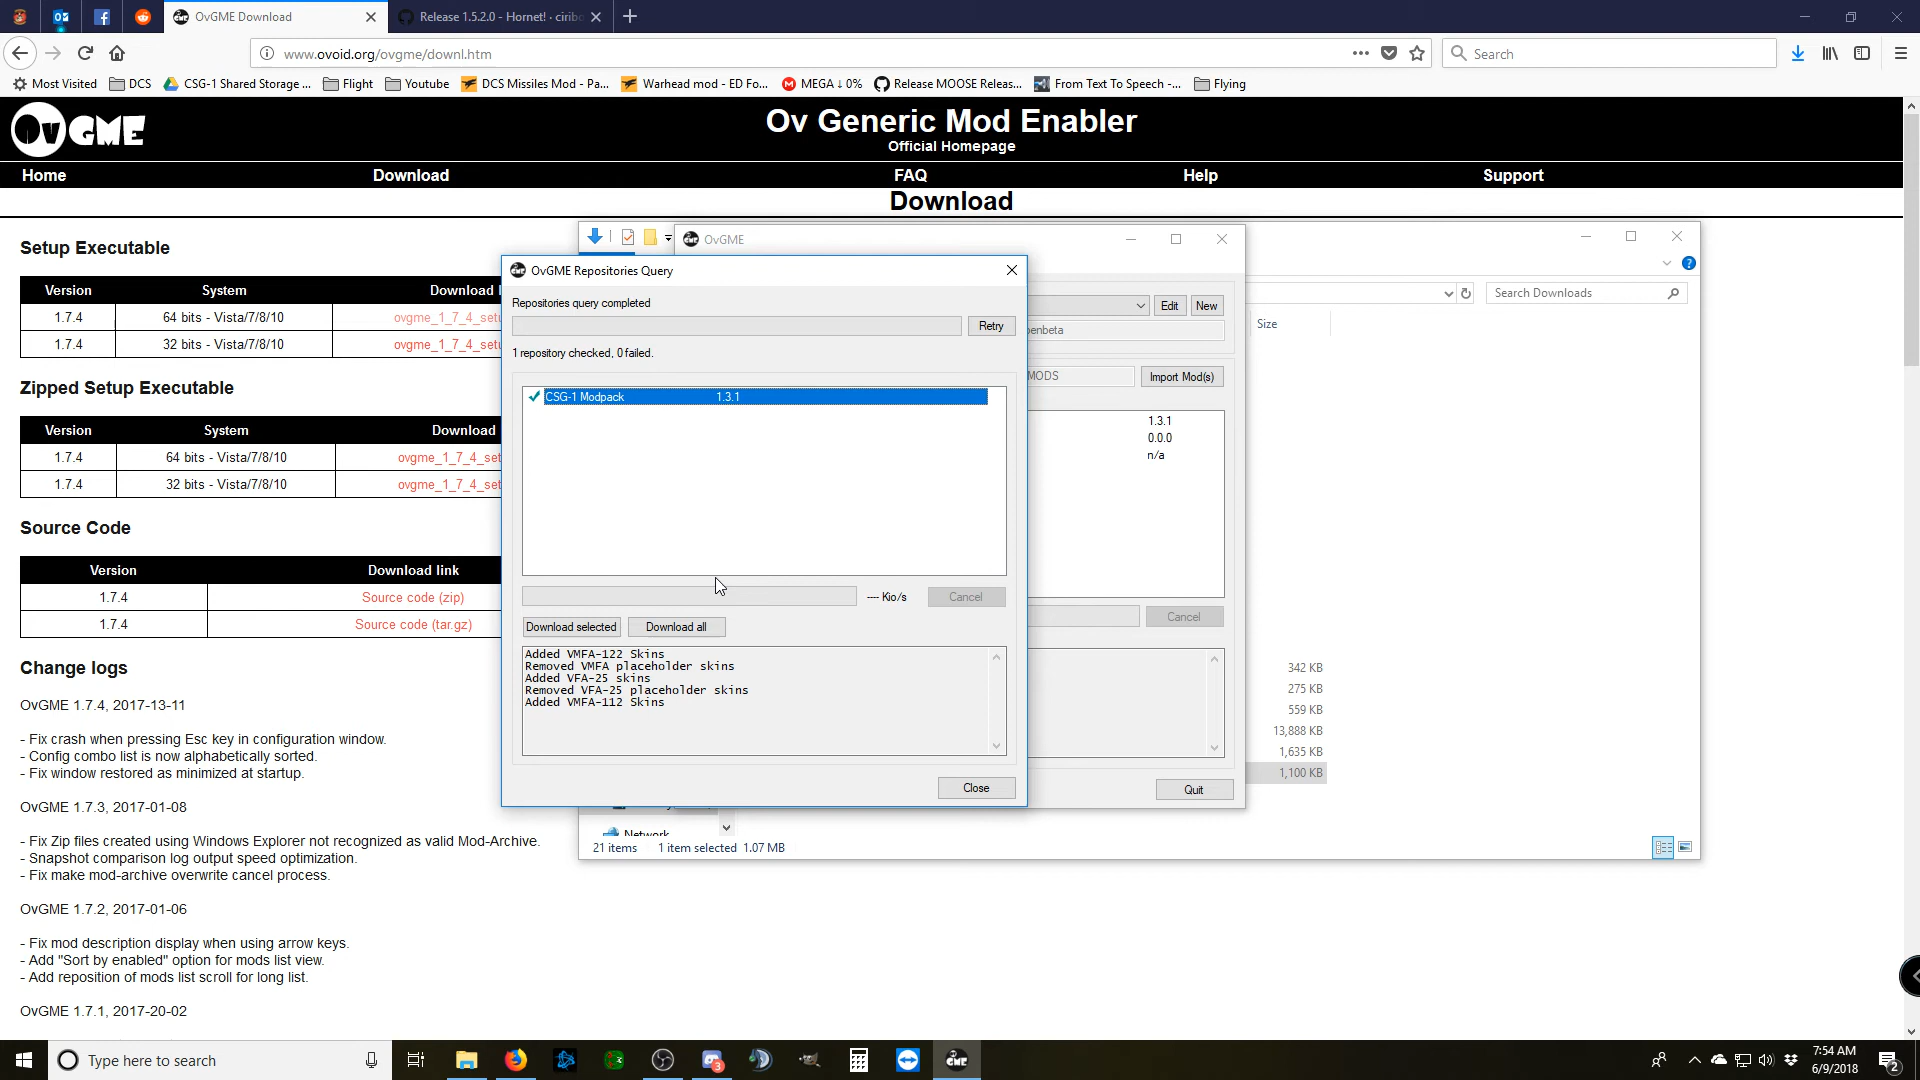 OvGME Download
Release 1.5.2.0 - Hornet! · cirib
www.ovoid.org/ovgme/downl.htm
Search
Most Visited
DCS
CSG-1 Shared Storage ...
Flight
Youtube
DCS Missiles Mod - Pa...
Warhead mod - ED Fo...
MEGA ↓ 0%
Release MOOSE Releas...
From Text To Speech -...
Flying
OvGME
Ov Generic Mod Enabler
Official Homepage
Home
Download
FAQ
Help
Support
Download
Setup Executable
Version System Download l
1.7.4 64 bits - Vista/7/8/10 ovgme_1_7_4_setu
1.7.4 32 bits - Vista/7/8/10 ovgme_1_7_4_setu
Zipped Setup Executable
Version System Download
1.7.4 64 bits - Vista/7/8/10 ovgme_1_7_4_set
1.7.4 32 bits - Vista/7/8/10 ovgme_1_7_4_set
Source Code
Version Download link
1.7.4 Source code (zip)
1.7.4 Source code (tar.gz)
Change logs
OvGME 1.7.4, 2017-13-11
- Fix crash when pressing Esc key in configuration window.
- Config combo list is now alphabetically sorted.
- Fix window restored as minimized at startup.
OvGME 1.7.3, 2017-01-08
- Fix Zip files created using Windows Explorer not recognized as valid Mod-Archive.
- Snapshot comparison log output speed optimization.
- Fix make mod-archive overwrite cancel process.
OvGME 1.7.2, 2017-01-06
- Fix mod description display when using arrow keys.
- Add "Sort by enabled" option for mods list view.
- Add reposition of mods list scroll for long list.
OvGME 1.7.1, 2017-20-02
OvGME Repositories Query
Repositories query completed
Retry
1 repository checked, 0 failed.
CSG-1 Modpack 1.3.1
---- Kio/s
Cancel
Download selected
Download all
Added VMFA-122 Skins
Removed VMFA placeholder skins
Added VFA-25 skins
Removed VFA-25 placeholder skins
Added VMFA-112 Skins
Close
OvGME
Edit
New
penbeta
MODS
Import Mod(s)
1.3.1
0.0.0
n/a
Cancel
Quit
Search Downloads
Size
342 KB
275 KB
559 KB
13,888 KB
1,635 KB
1,100 KB
Network
21 items
1 item selected 1.07 MB
Type here to search
3
7:54 AM
6/9/2018
2